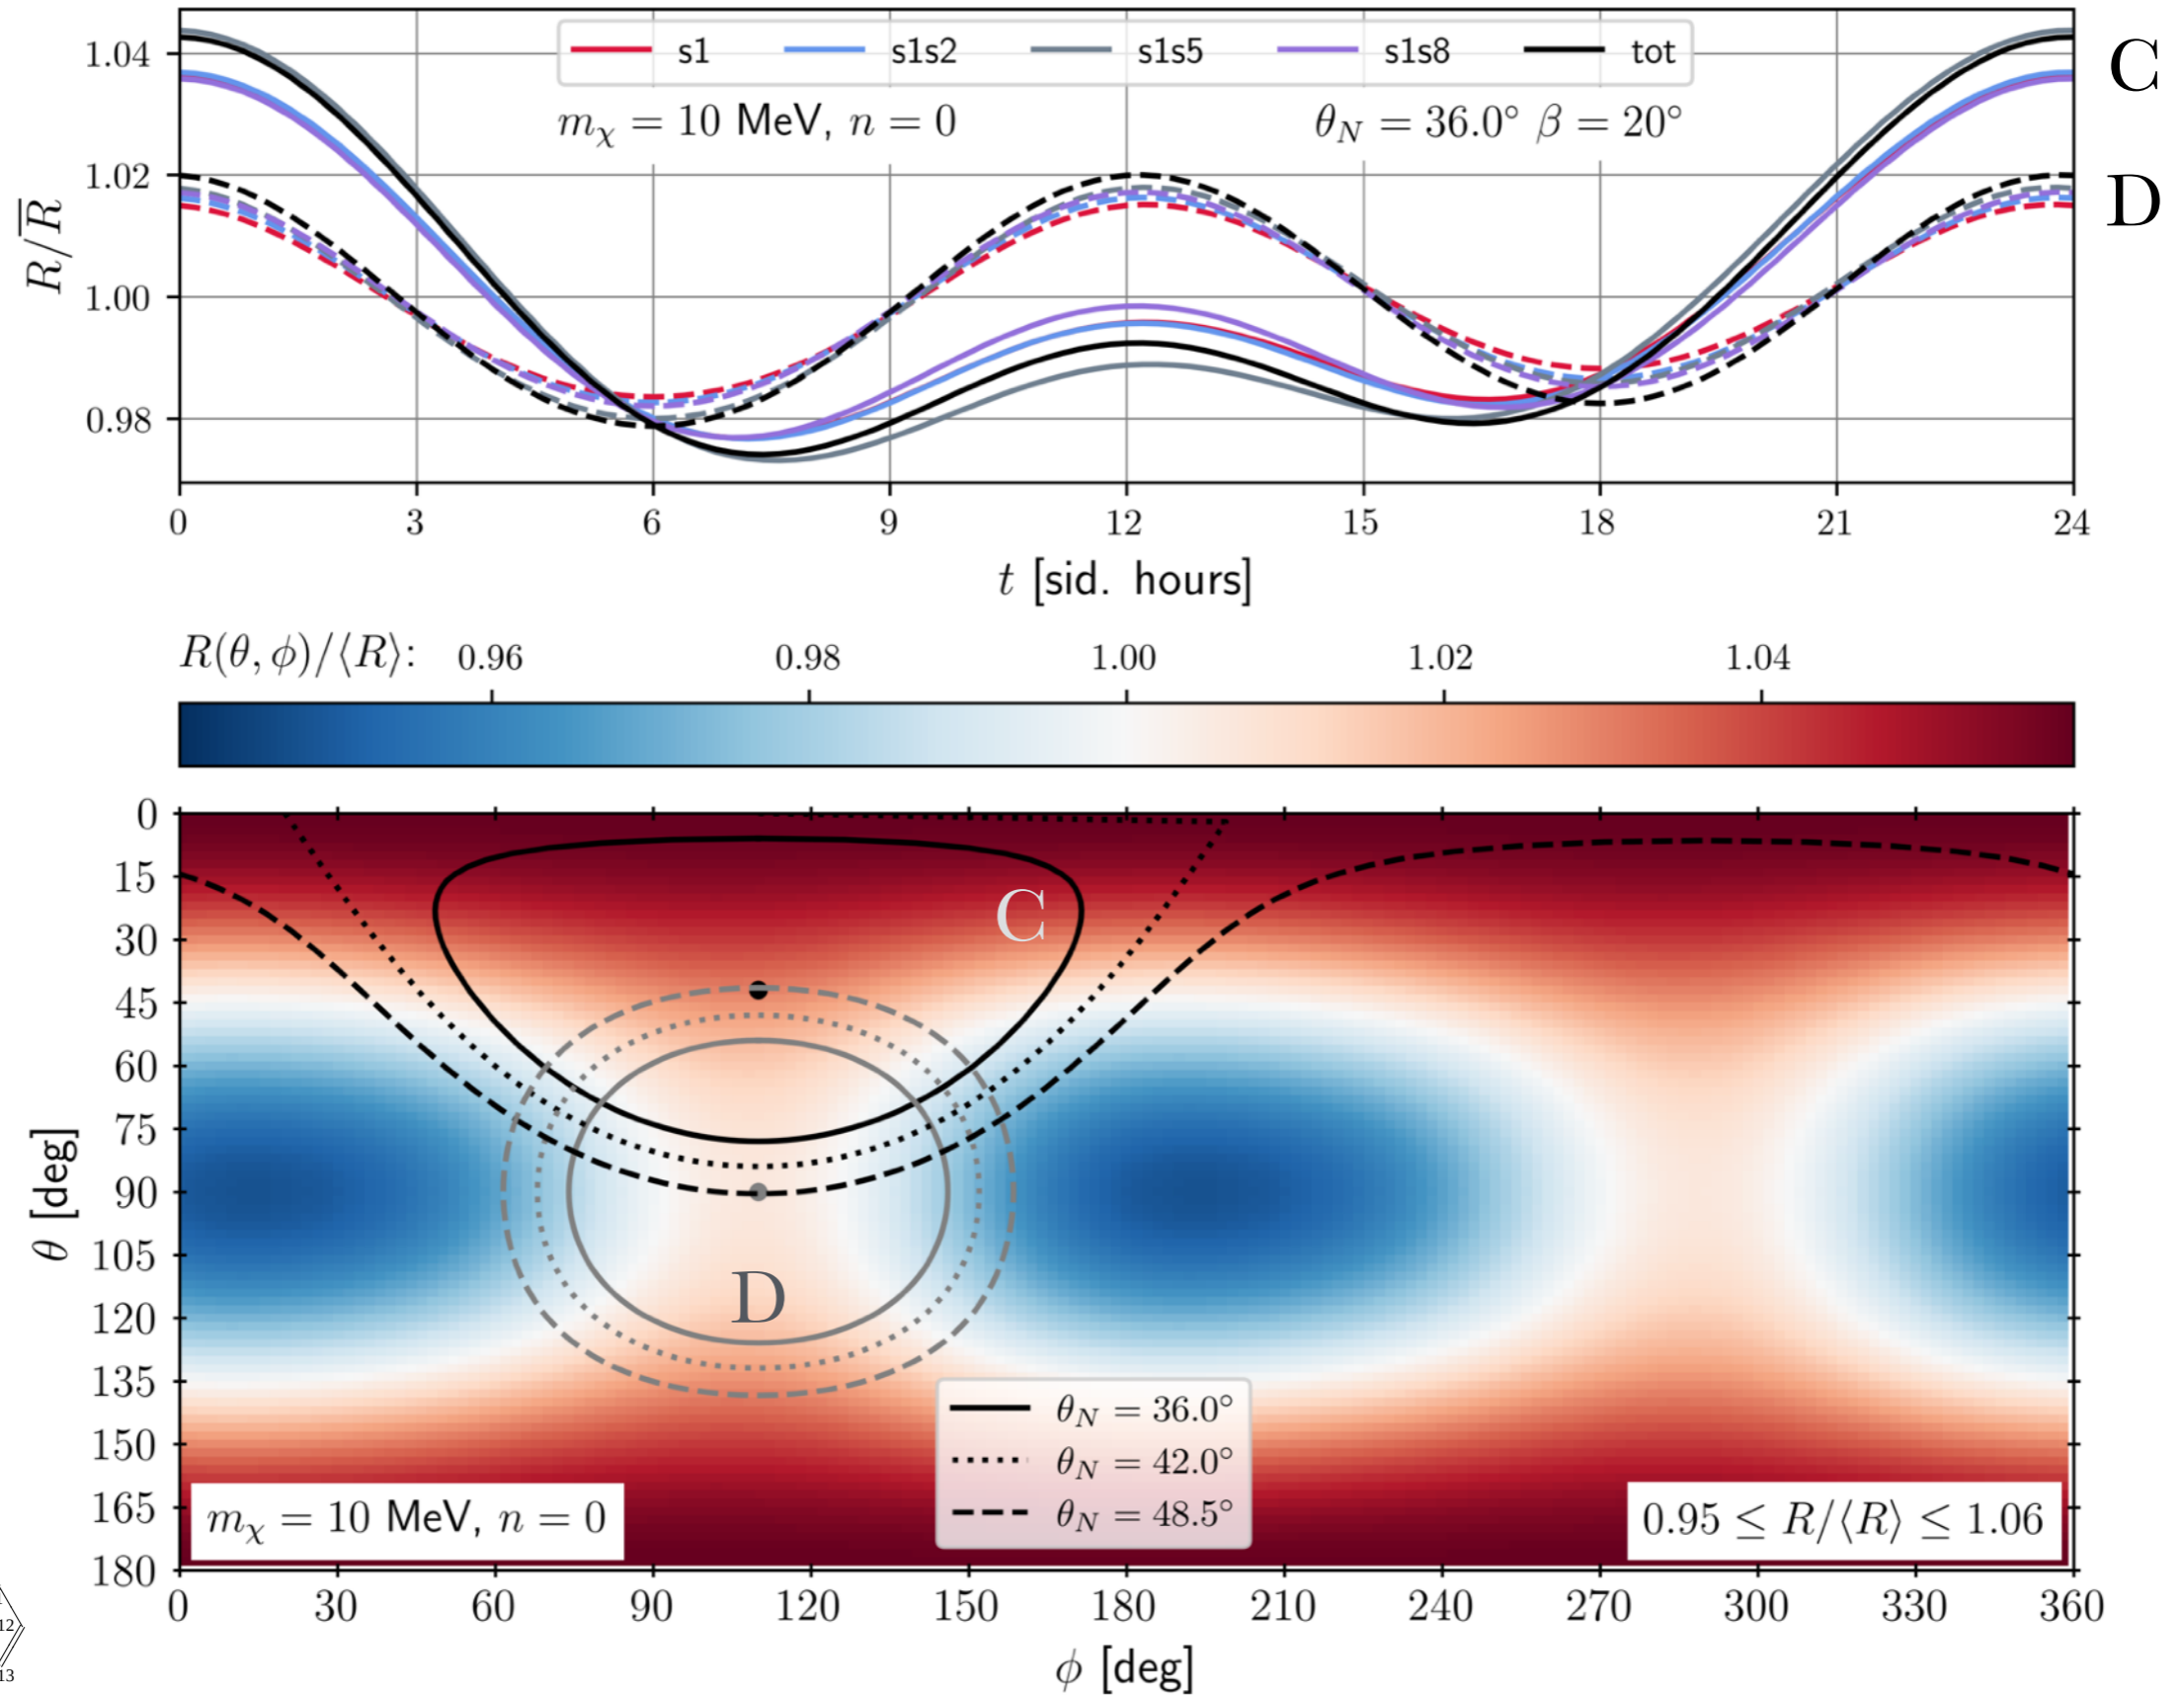 s1 s1s2 s1s5 s1s8 tot
C
m_χ = 10 MeV, n = 0 θ_N = 36.0° β = 20°
D
R/R̅
1.04
1.02
1.00
0.98
0 3 6 9 12 15 18 21 24
t [sid. hours]
R(θ, ϕ)/⟨R⟩: 0.96 0.98 1.00 1.02 1.04
θ [deg]
0
15
30
45
60
75
90
105
120
135
150
165
180
C
D
θ_N = 36.0°
θ_N = 42.0°
θ_N = 48.5°
m_χ = 10 MeV, n = 0
0.95 ≤ R/⟨R⟩ ≤ 1.06
0 30 60 90 120 150 180 210 240 270 300 330 360
ϕ [deg]
12
13